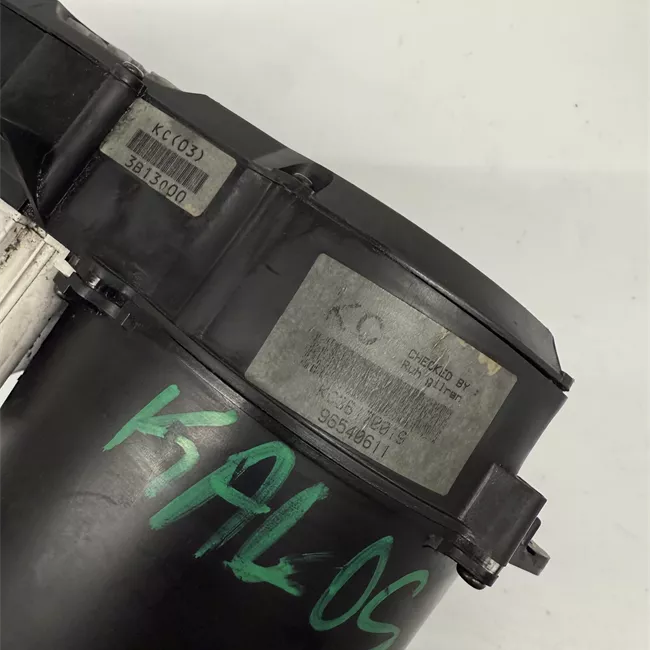 KC(03)
3B13000
KC
CHECKED BY :
96540611
KALOS